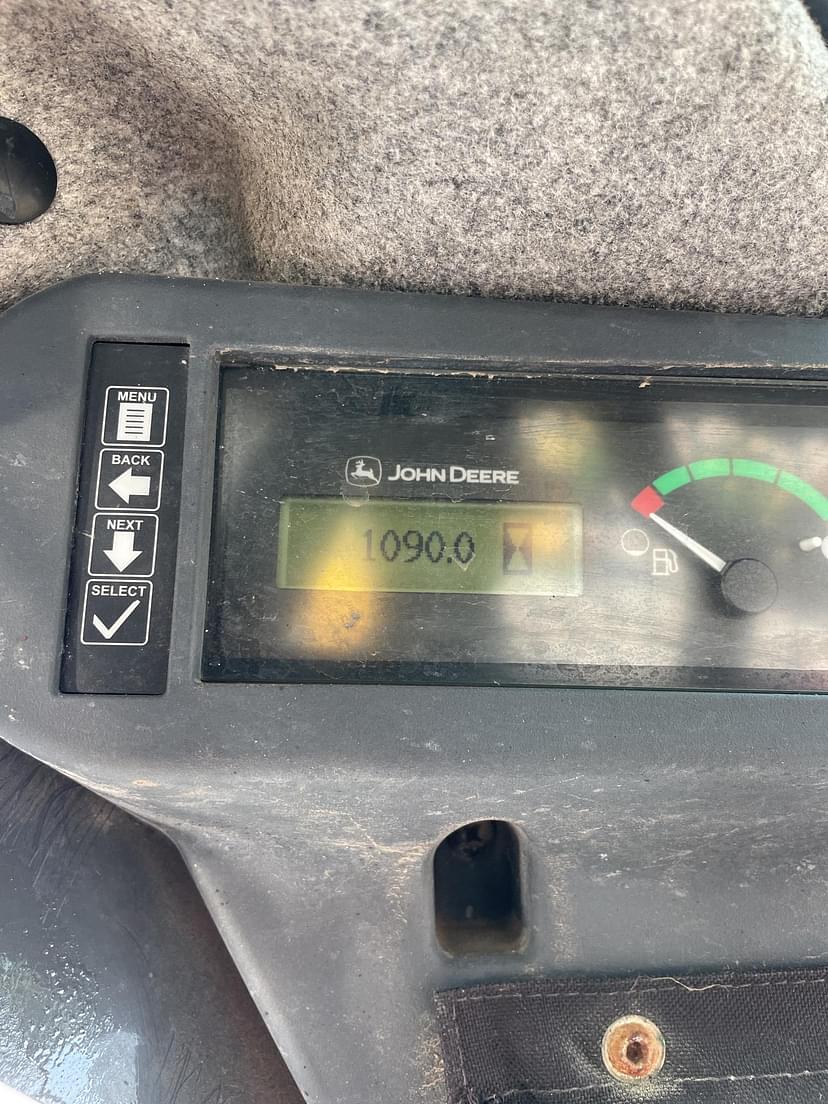 MENU
BACK
NEXT
SELECT
JOHN DEERE
1090.0